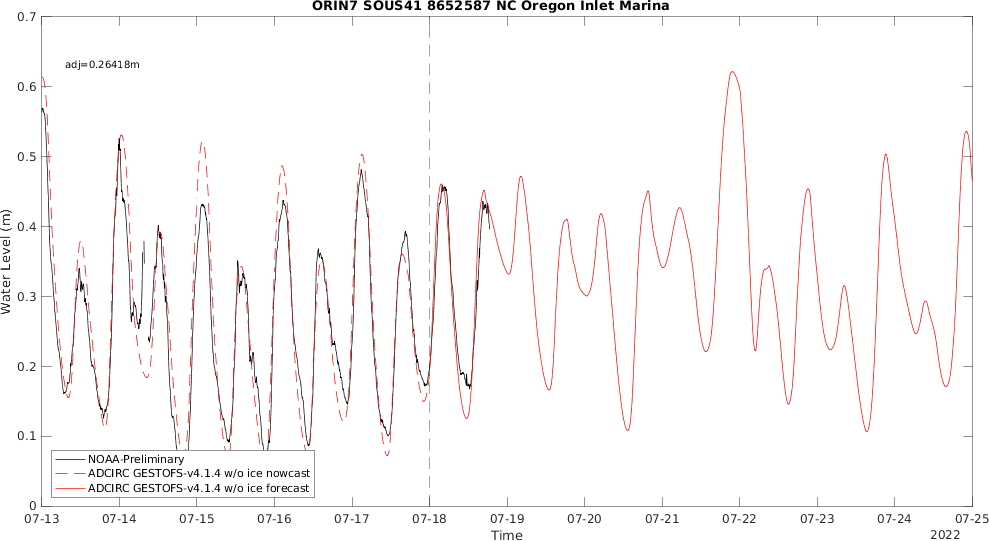 ORIN7 SOUS41 8652587 NC Oregon Inlet Marina
adj=0.26418m
0.7
0.6
0.5
0.4
0.3
0.2
0.1
0
Water Level (m)
NOAA-Preliminary
ADCIRC GESTOFS-v4.1.4 w/o ice nowcast
ADCIRC GESTOFS-v4.1.4 w/o ice forecast
07-13 07-14 07-15 07-16 07-17 07-18 07-19 07-20 07-21 07-22 07-23 07-24 07-25
Time
2022